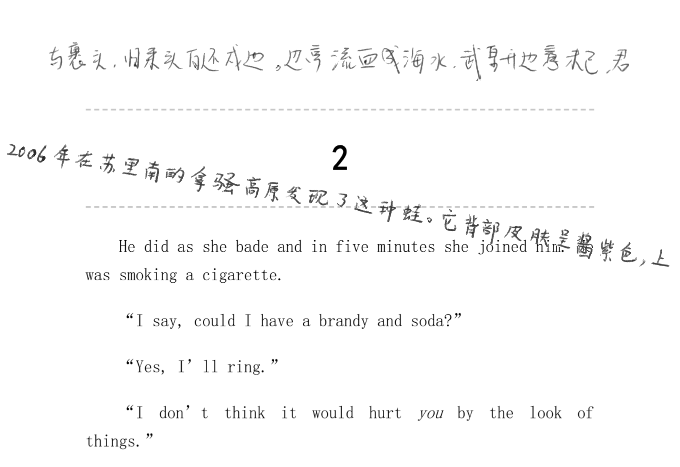 与裹头,归来头白还戍边。边亭流血成海水,武皇开边意未已,君
2
2006年在苏里南的拿骚高原发现了这种蛙。它背部皮肤呈酱紫色,上
He did as she bade and in five minutes she joined him.
was smoking a cigarette.
“I say, could I have a brandy and soda?”
“Yes, I’ll ring.”
“I don’t think it would hurt you by the look of
things.”